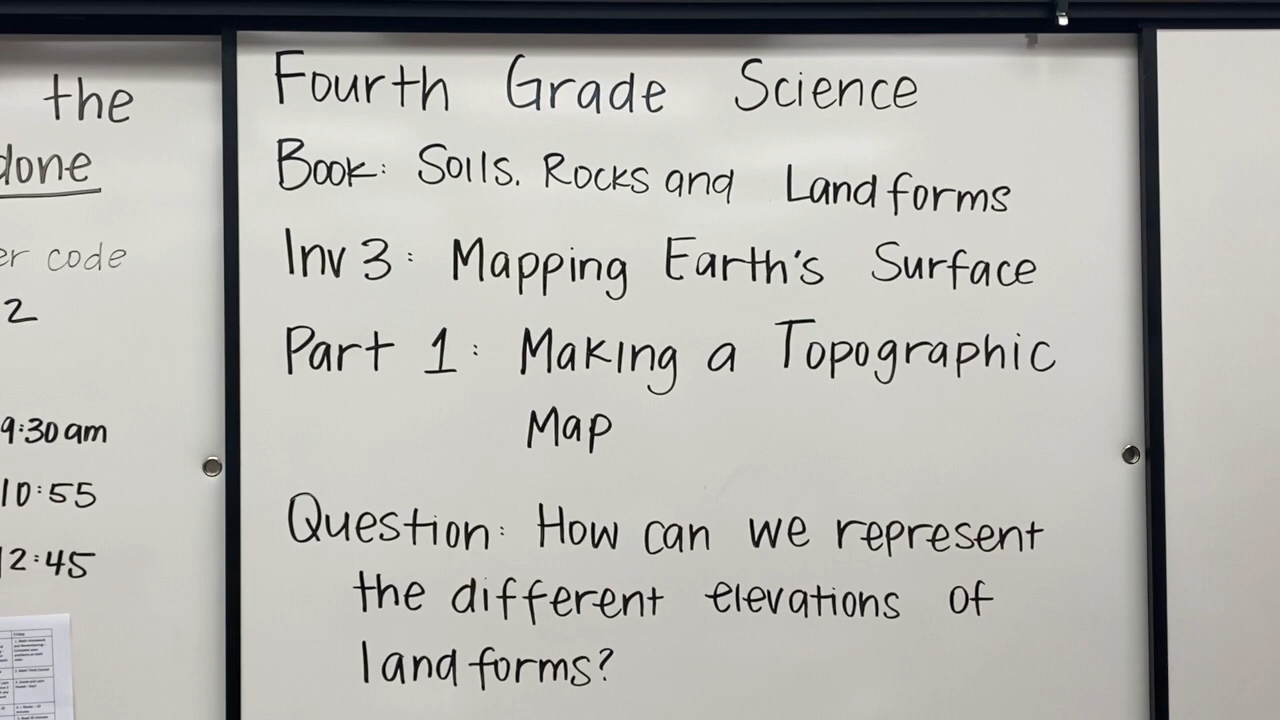 the
done
er code
2
9:30 am
10:55
12:45
Fourth Grade Science
Book: Soils. Rocks and Landforms
Inv 3: Mapping Earth's Surface
Part 1: Making a Topographic
Map
Question: How can we represent
the different elevations of
landforms?